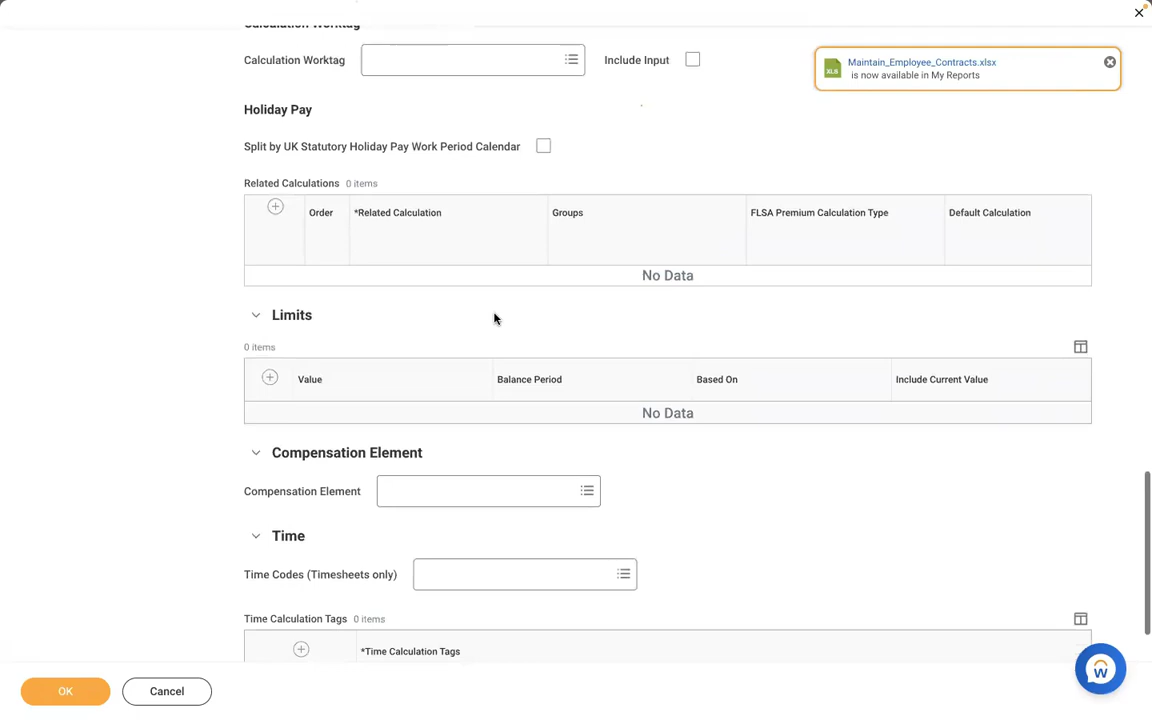 Calculation Worktag
Calculation Worktag
Include Input
Maintain_Employee_Contracts.xlsx
is now available in My Reports
XLS
Holiday Pay
Split by UK Statutory Holiday Pay Work Period Calendar
Related Calculations 0 items
Order *Related Calculation Groups FLSA Premium Calculation Type Default Calculation
No Data
Limits
0 items
Value Balance Period Based On Include Current Value
No Data
Compensation Element
Compensation Element
Time
Time Codes (Timesheets only)
Time Calculation Tags 0 items
*Time Calculation Tags
OK Cancel
W